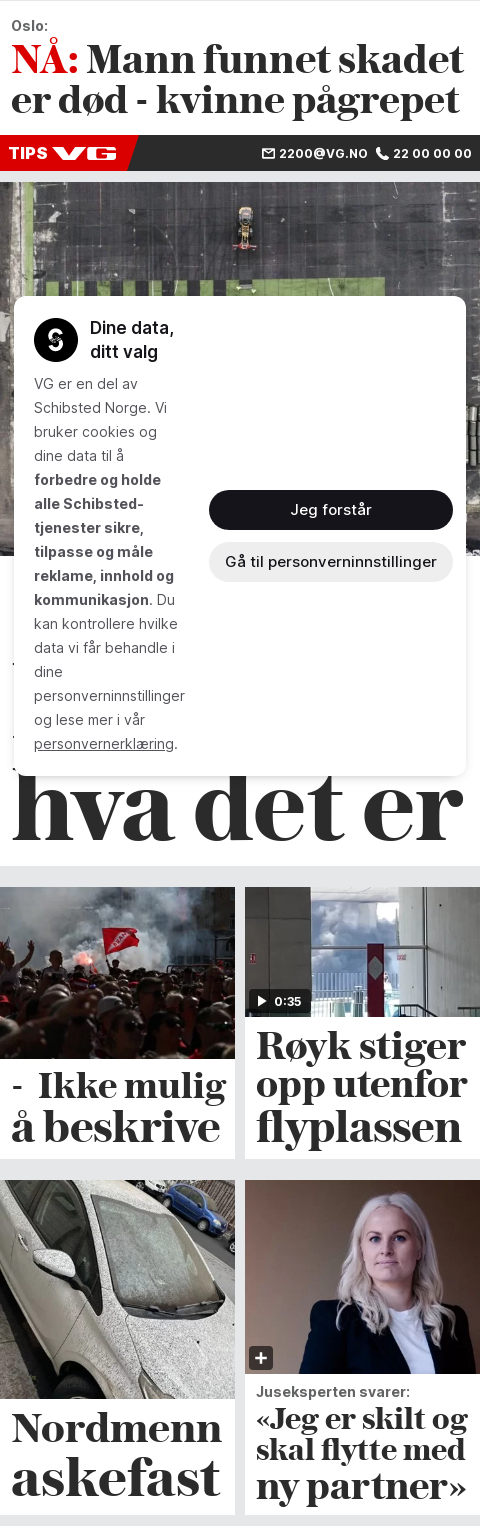 Oslo:
NÅ: Mann funnet skadet
er død - kvinne pågrepet
TIPS VG
2200@VG.NO 22 00 00 00
Dine data,
ditt valg
VG er en del av
Schibsted Norge. Vi
bruker cookies og
dine data til å
forbedre og holde
alle Schibsted-
tjenester sikre,
tilpasse og måle
reklame, innhold og
kommunikasjon. Du
kan kontrollere hvilke
data vi får behandle i
dine
personverninnstillinger
og lese mer i vår
personvernerklæring.
Jeg forstår
Gå til personverninnstillinger
hva det er
- Ikke mulig
å beskrive
0:35
Røyk stiger
opp utenfor
flyplassen
Nordmenn
askefast
Juseksperten svarer:
«Jeg er skilt og
skal flytte med
ny partner»